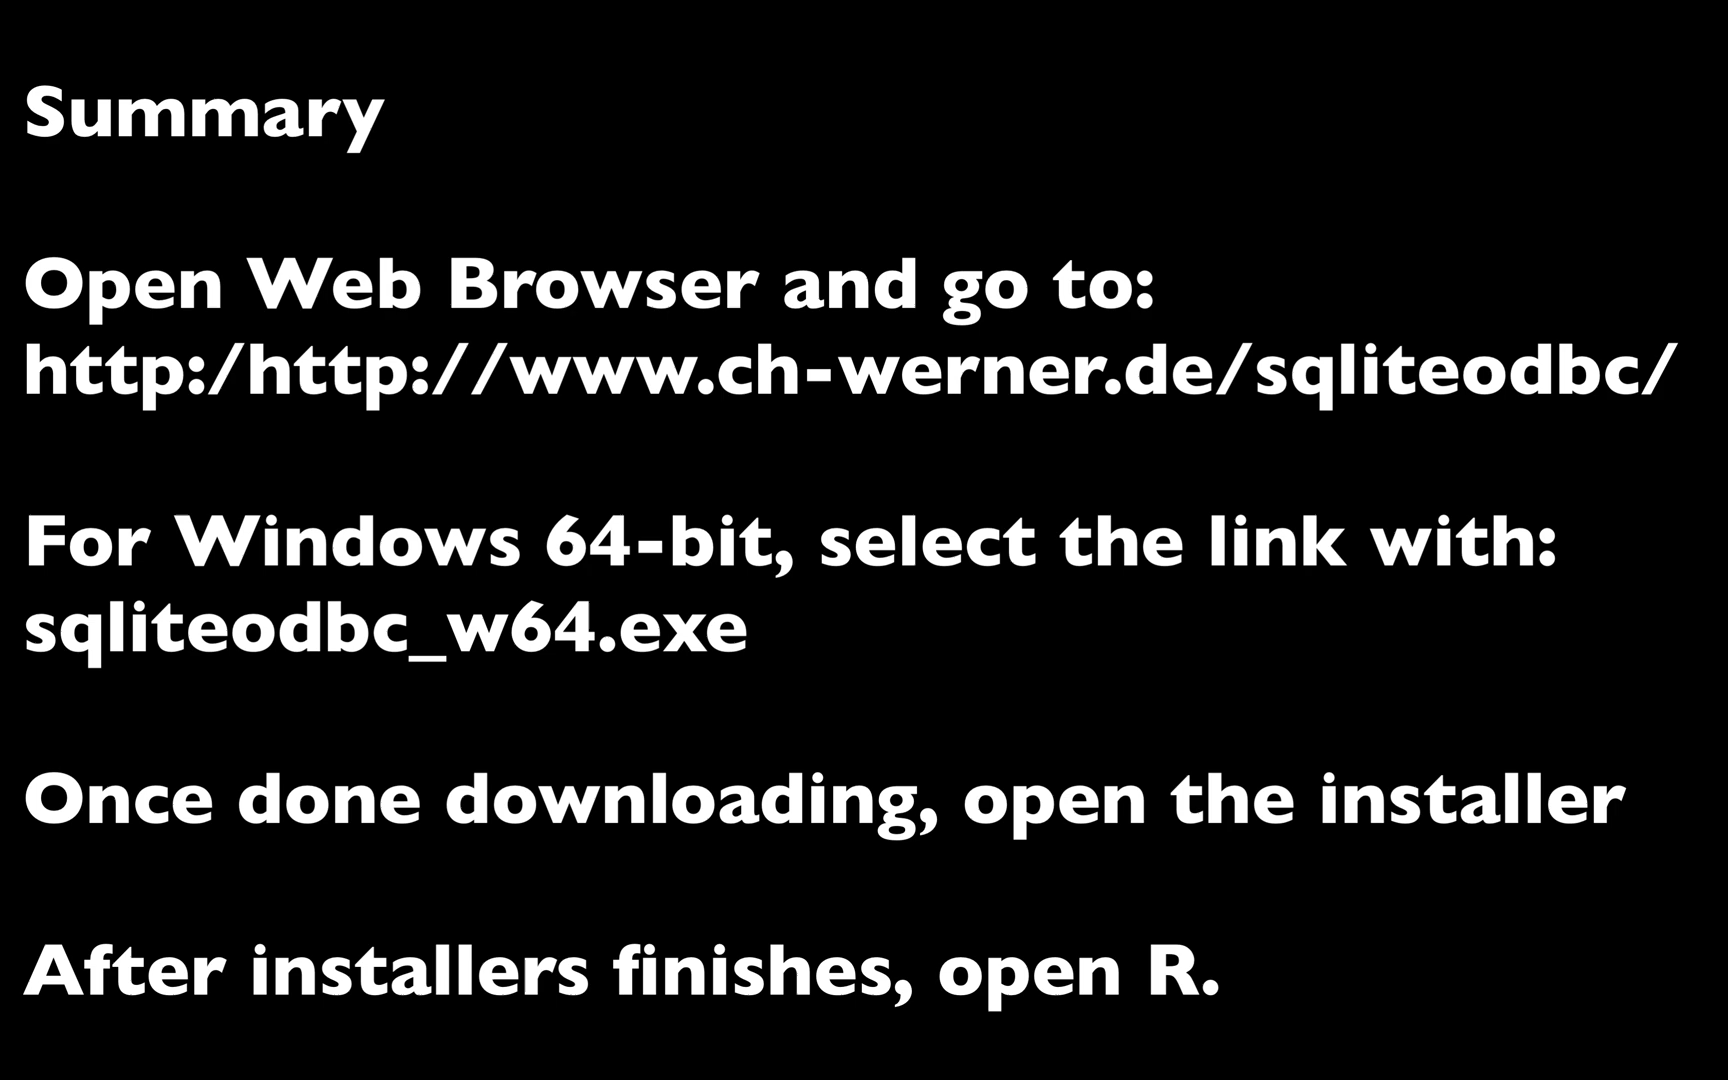 Summary
Open Web Browser and go to:
http:/http://www.ch-werner.de/sqliteodbc/
For Windows 64-bit, select the link with:
sqliteodbc_w64.exe
Once done downloading, open the installer
After installers finishes, open R.